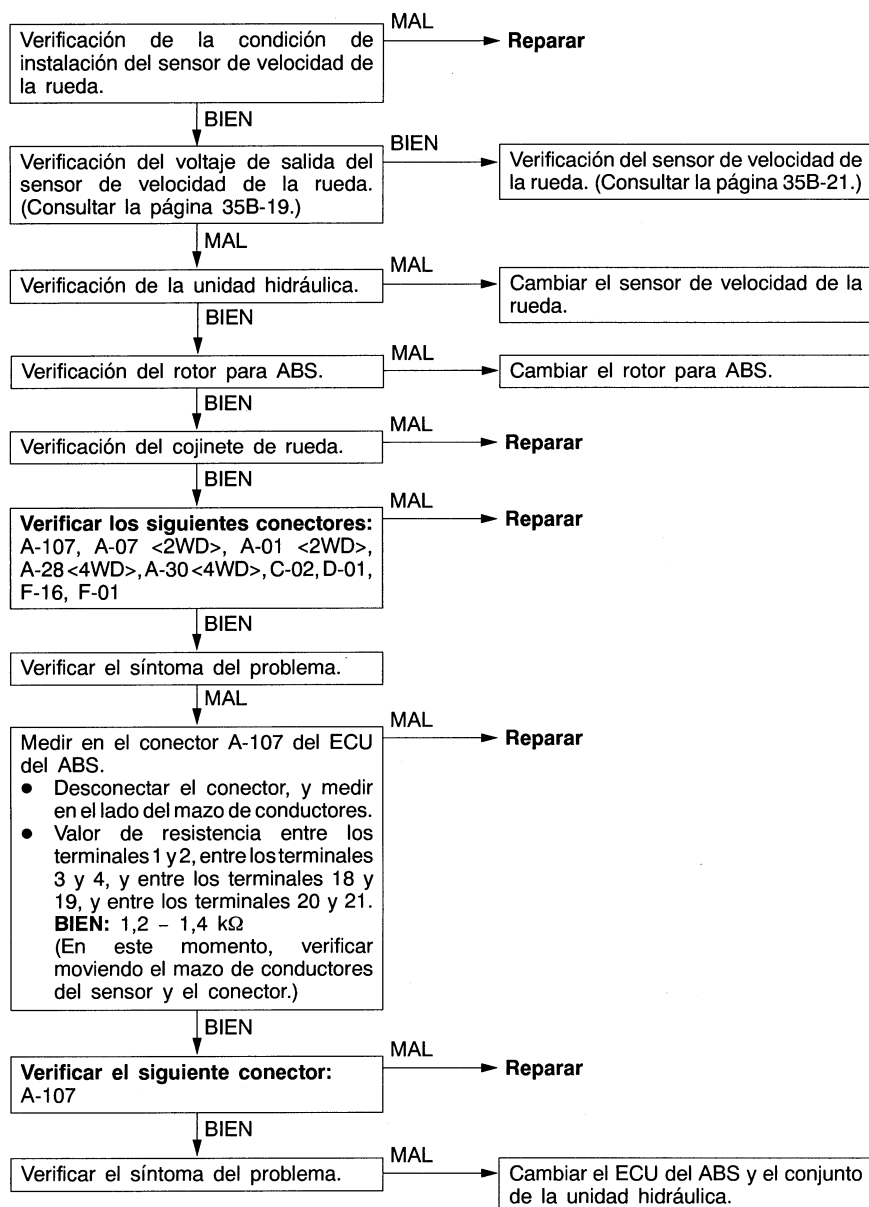 Verificación de la condición de
instalación del sensor de velocidad de
la rueda.
MAL
Reparar
BIEN
Verificación del voltaje de salida del
sensor de velocidad de la rueda.
(Consultar la página 35B-19.)
BIEN
Verificación del sensor de velocidad de
la rueda. (Consultar la página 35B-21.)
MAL
Verificación de la unidad hidráulica.
MAL
Cambiar el sensor de velocidad de la
rueda.
BIEN
Verificación del rotor para ABS.
MAL
Cambiar el rotor para ABS.
BIEN
Verificación del cojinete de rueda.
MAL
Reparar
BIEN
Verificar los siguientes conectores:
A-107, A-07 <2WD>, A-01 <2WD>,
A-28<4WD>, A-30<4WD>, C-02, D-01,
F-16, F-01
MAL
Reparar
BIEN
Verificar el síntoma del problema.
MAL
Medir en el conector A-107 del ECU
del ABS.
● Desconectar el conector, y medir
en el lado del mazo de conductores.
● Valor de resistencia entre los
terminales 1 y 2, entre los terminales
3 y 4, y entre los terminales 18 y
19, y entre los terminales 20 y 21.
BIEN: 1,2 – 1,4 kΩ
(En este momento, verificar
moviendo el mazo de conductores
del sensor y el conector.)
MAL
Reparar
BIEN
Verificar el siguiente conector:
A-107
MAL
Reparar
BIEN
Verificar el síntoma del problema.
MAL
Cambiar el ECU del ABS y el conjunto
de la unidad hidráulica.